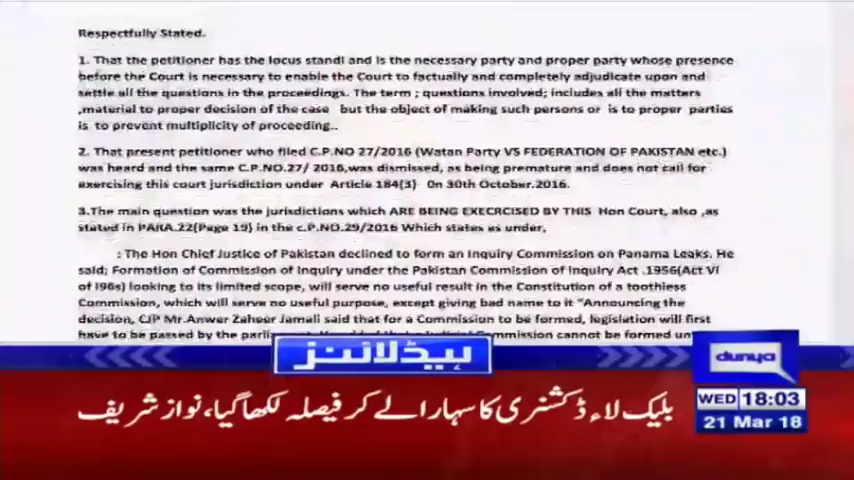 Respectfully Stated.
1. That the petitioner has the locus standi and is the necessary party and proper party whose presence
before the Court is necessary to enable the Court to factually and completely adjudicate upon and
settle all the questions in the proceedings. The term ; questions involved; includes all the matters
,material to proper decision of the case but the object of making such persons or is to proper parties
is to prevent multiplicity of proceeding..
2. That present petitioner who filed C.P.NO 27/2016 (Watan Party VS FEDERATION OF PAKISTAN etc.)
was heard and the same C.P.NO.27/ 2016,was dismissed, as being premature and does not call for
exercising this court jurisdiction under Article 184(3) On 30th October.2016.
3.The main question was the jurisdictions which ARE BEING EXECRCISED BY THIS Hon Court, also ,as
stated in PARA.22(Page 19) in the c.P.NO.29/2016 Which states as under,
: The Hon Chief Justice of Pakistan declined to form an Inquiry Commission on Panama Leaks. He
said; Formation of Commission of Inquiry under the Pakistan Commission of Inquiry Act .1956(Act VI
of I96s) looking to its limited scope, will serve no useful result in the Constitution of a toothless
Commission, which will serve no useful purpose, except giving bad name to it "Announcing the
decision, CJP Mr.Anwer Zaheer Jamali said that for a Commission to be formed, legislation will first
have to be passed by the Commission cannot be formed
ہیڈلائنز
dunya
بلیک لاء ڈکشنری کا سہارا لے کر فیصلہ لکھا گیا، نواز شریف
WED 18:03
21 Mar 18